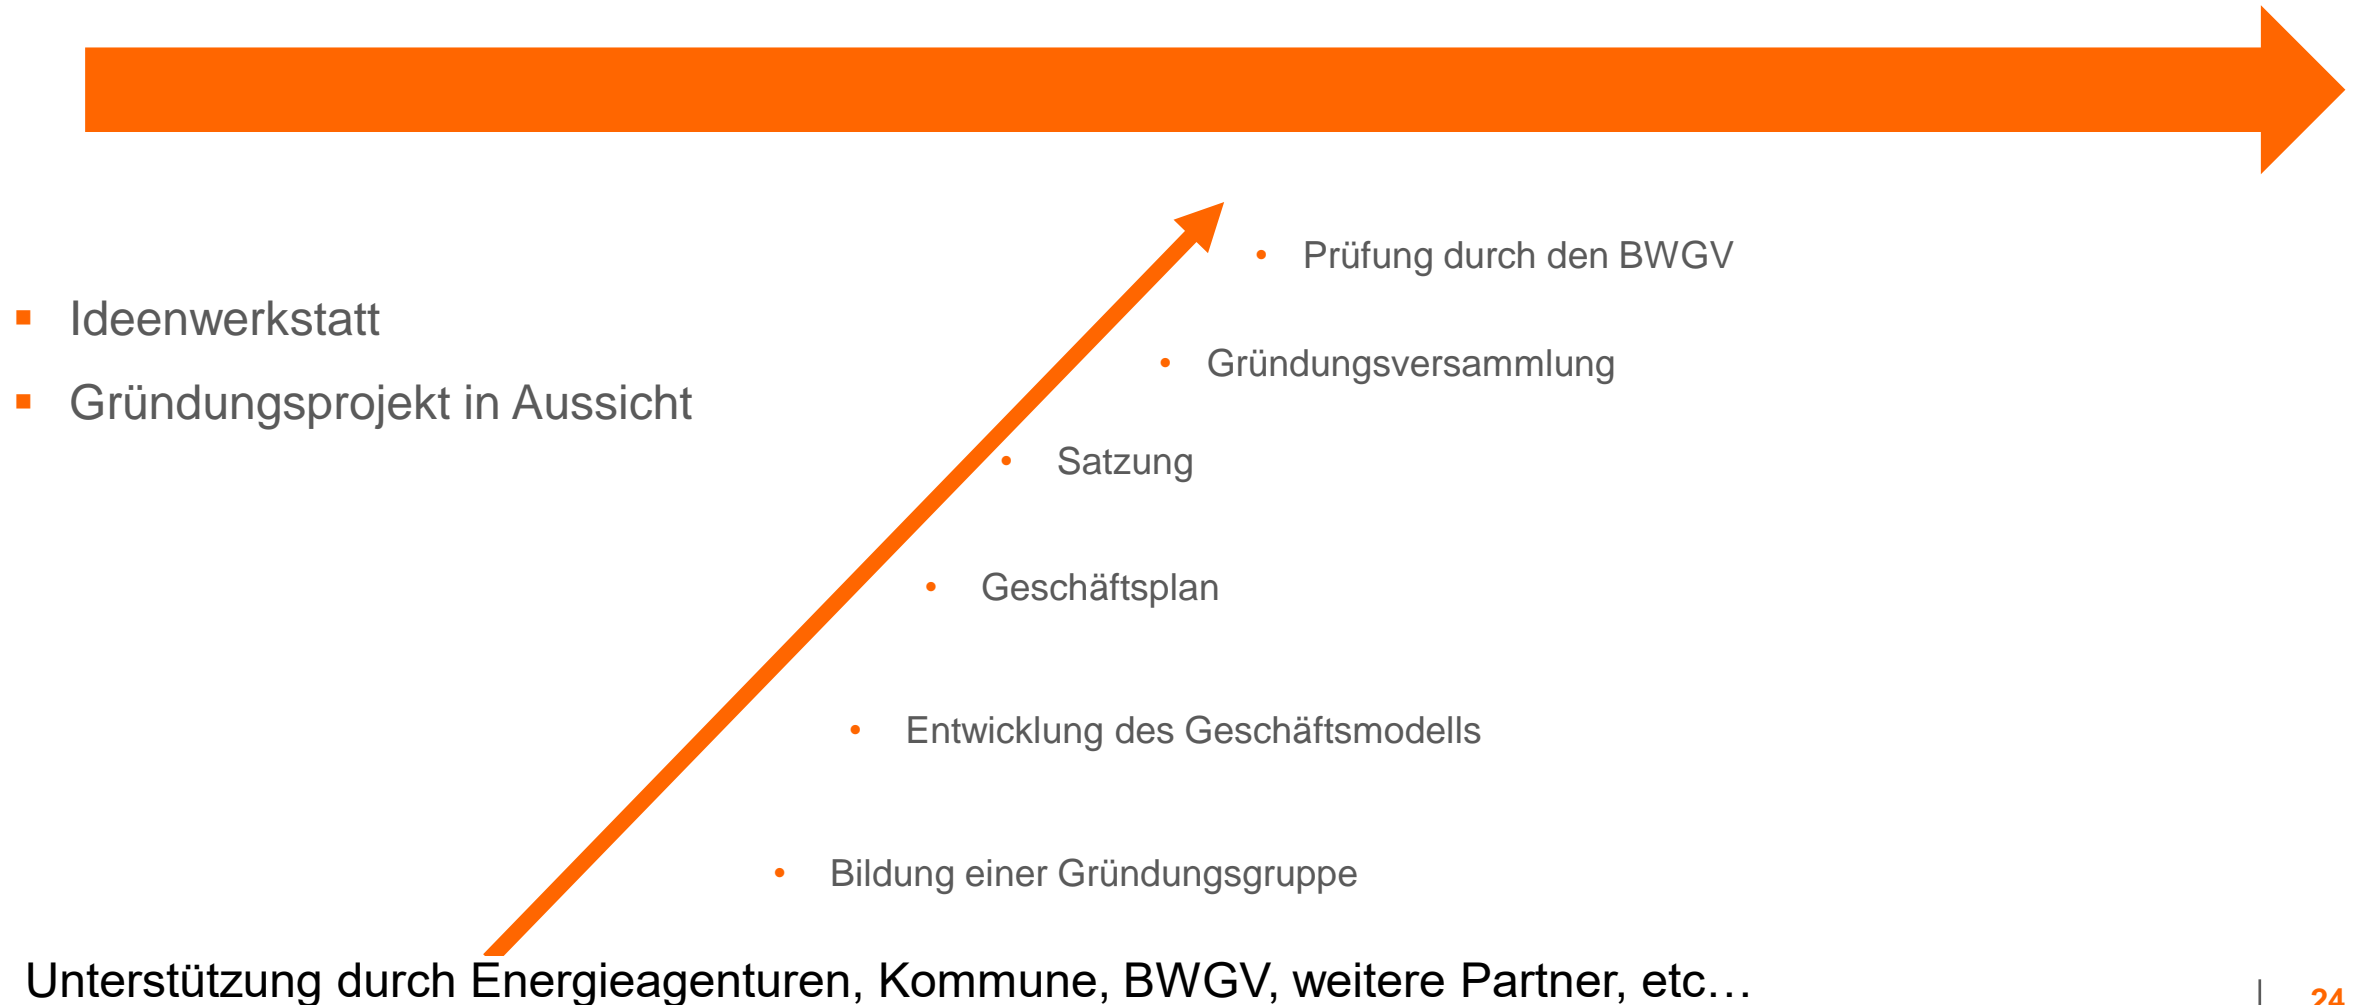 Ideenwerkstatt
Gründungsprojekt in Aussicht
Prüfung durch den BWGV
Gründungsversammlung
Satzung
Geschäftsplan
Entwicklung des Geschäftsmodells
Bildung einer Gründungsgruppe
Unterstützung durch Energieagenturen, Kommune, BWGV, weitere Partner, etc…
| 24